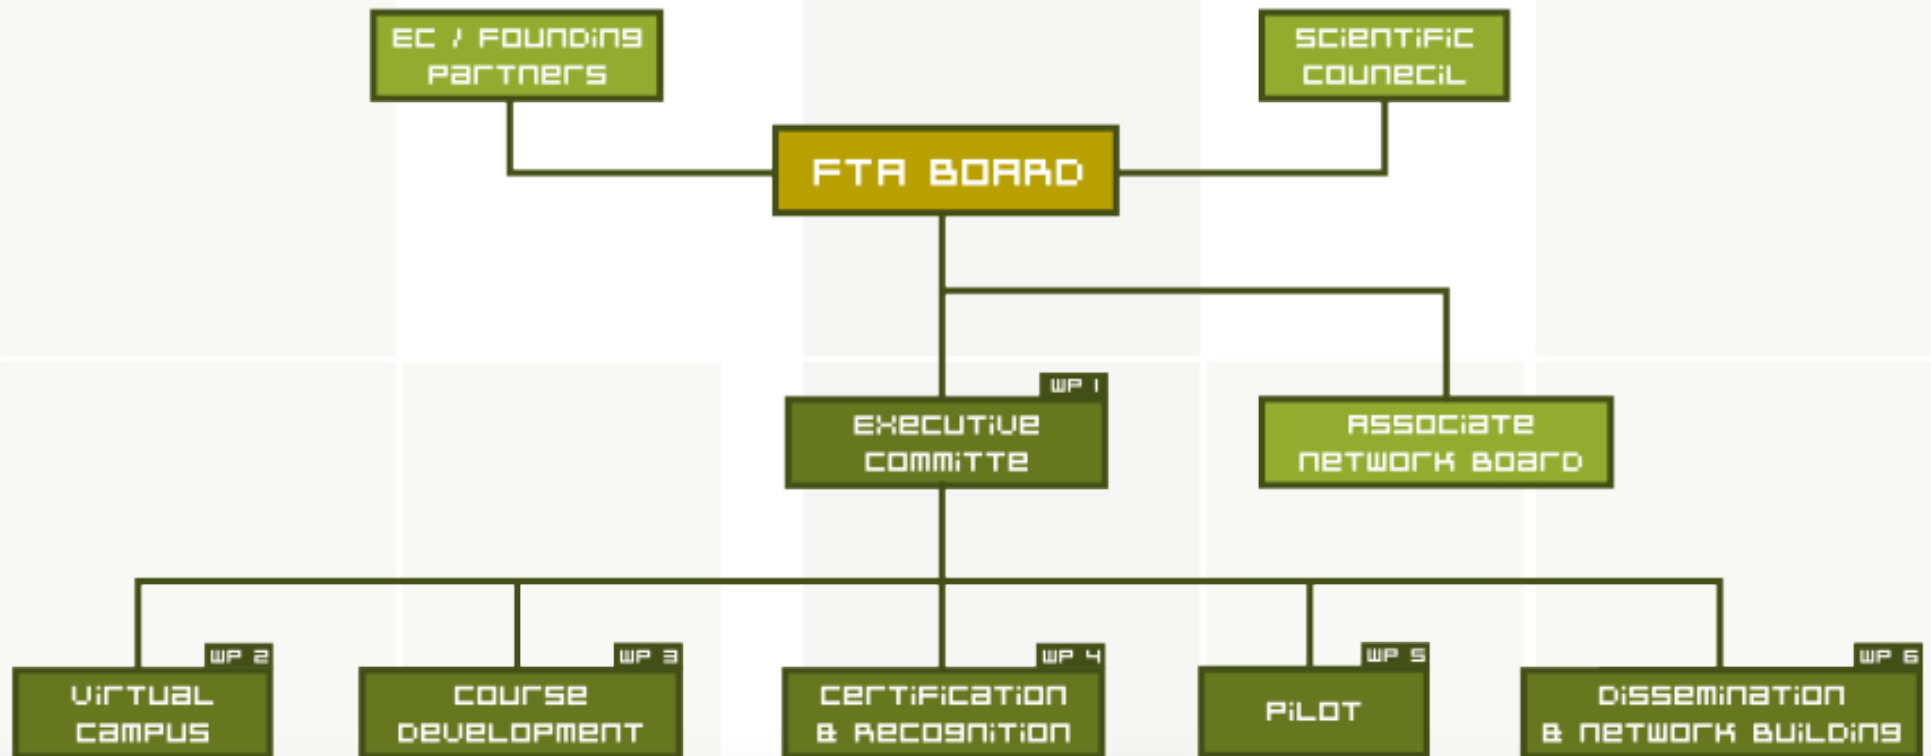 EC / Founding
Partners
Scientific
Counecil
FTA BOARD
WP 1
Executive
Committe
Associate
Network Board
WP 2
Virtual
Campus
WP 3
Course
Development
WP 4
Certification
& Recognition
WP 5
Pilot
WP 6
Dissemination
& Network Building